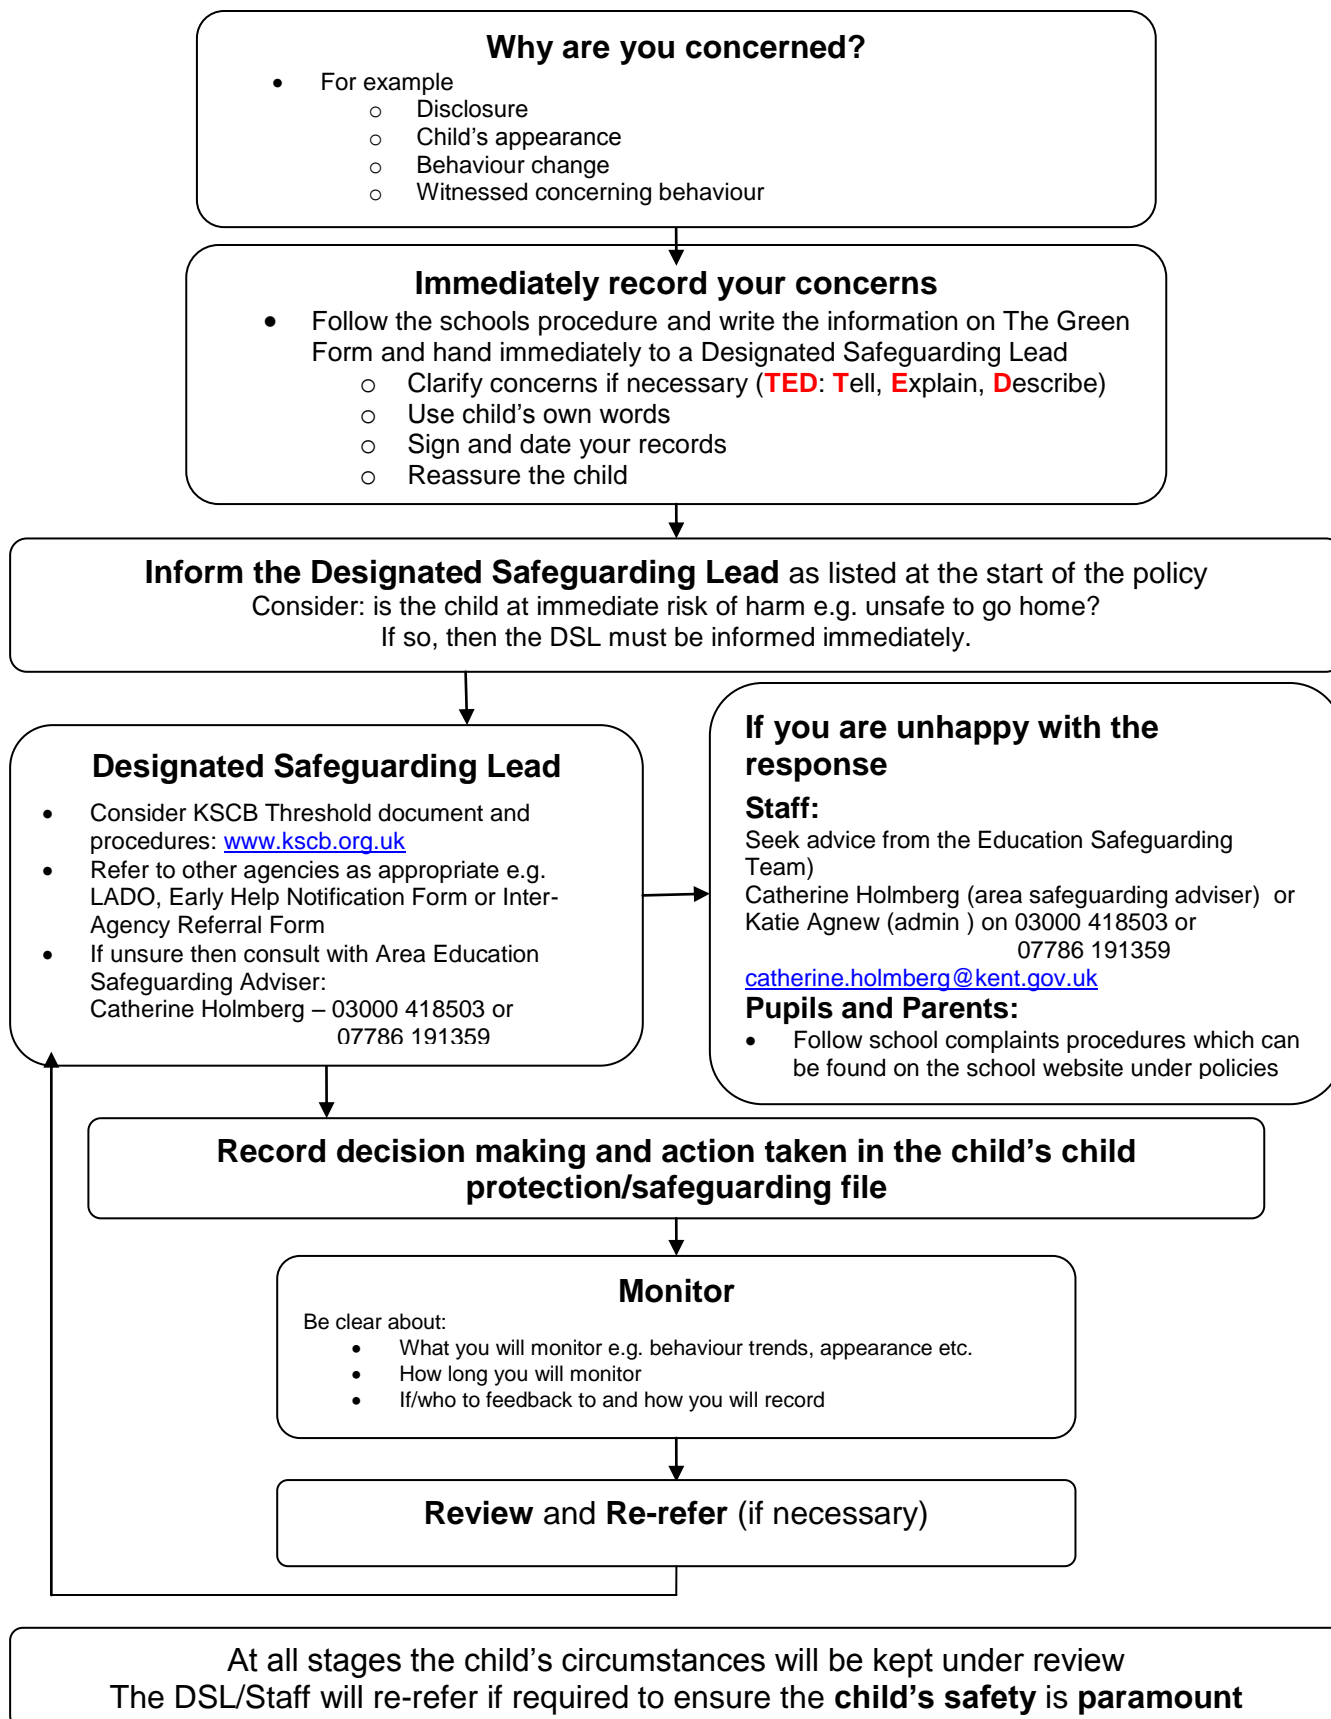 Why are you concerned?
• For example
o Disclosure
o Child's appearance
o Behaviour change
o Witnessed concerning behaviour
Immediately record your concerns
• Follow the schools procedure and write the information on The Green
Form and hand immediately to a Designated Safeguarding Lead
o Clarify concerns if necessary (TED: Tell, Explain, Describe)
o Use child's own words
o Sign and date your records
o Reassure the child
Inform the Designated Safeguarding Lead as listed at the start of the policy
Consider: is the child at immediate risk of harm e.g. unsafe to go home?
If so, then the DSL must be informed immediately.
Designated Safeguarding Lead
• Consider KSCB Threshold document and
procedures: www.kscb.org.uk
• Refer to other agencies as appropriate e.g.
LADO, Early Help Notification Form or Inter-
Agency Referral Form
• If unsure then consult with Area Education
Safeguarding Adviser:
Catherine Holmberg – 03000 418503 or
07786 191359
If you are unhappy with the
response
Staff:
Seek advice from the Education Safeguarding
Team)
Catherine Holmberg (area safeguarding adviser)  or
Katie Agnew (admin ) on 03000 418503 or
07786 191359
catherine.holmberg@kent.gov.uk
Pupils and Parents:
• Follow school complaints procedures which can
be found on the school website under policies
Record decision making and action taken in the child's child
protection/safeguarding file
Monitor
Be clear about:
• What you will monitor e.g. behaviour trends, appearance etc.
• How long you will monitor
• If/who to feedback to and how you will record
Review and Re-refer (if necessary)
At all stages the child's circumstances will be kept under review
The DSL/Staff will re-refer if required to ensure the child's safety is paramount